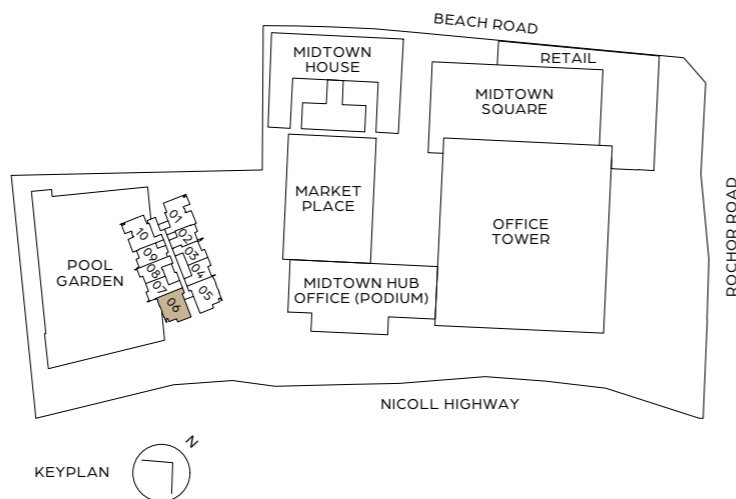 BEACH ROAD
MIDTOWN
HOUSE
RETAIL
MIDTOWN
SQUARE
MARKET
PLACE
OFFICE
TOWER
ROCHOR ROAD
01
02
03
04
05
10
09
08
07
06
POOL
GARDEN
MIDTOWN HUB
OFFICE (PODIUM)
NICOLL HIGHWAY
N
KEYPLAN